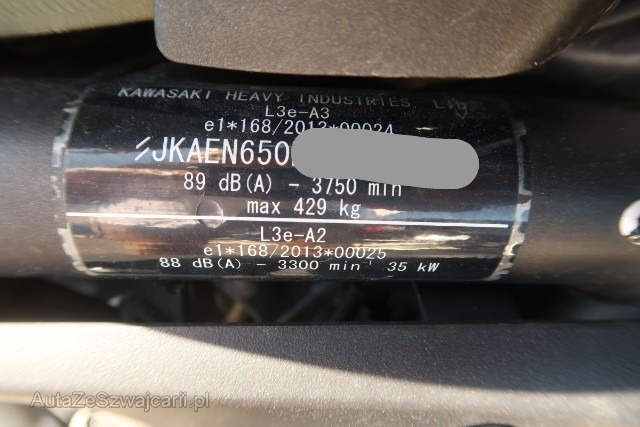 KAWASAKI HEAVY INDUSTRIES, LTD
L3e-A3
e1*168/2013*00024
JKAEN650
89 dB(A) - 3750 min
max 429 kg
L3e-A2
e1*168/2013*00025
88 dB(A) - 3300 min⁻¹ 35 kW
AutaZeSzwajcarii.pl